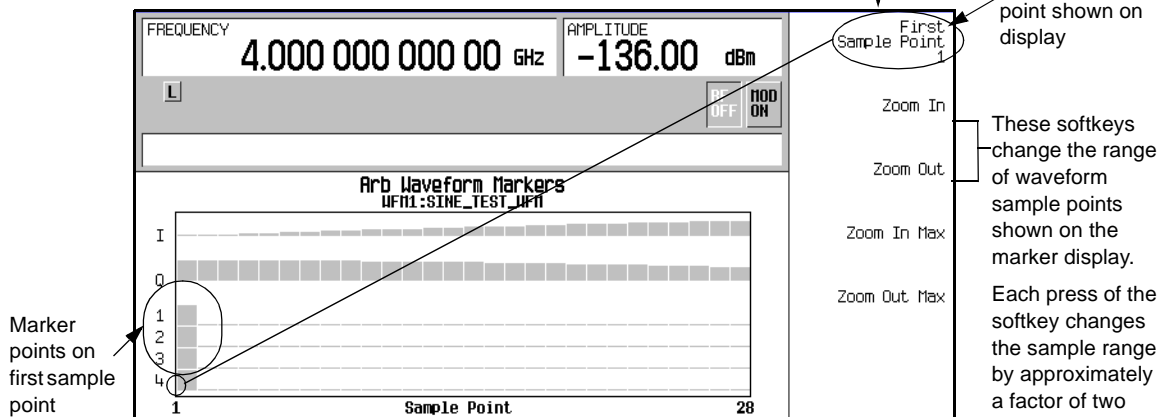 point shown on
display
FREQUENCY
4.000 000 000 00 GHz
AMPLITUDE
-136.00 dBm
L
RF
OFF
MOD
ON
First
Sample Point
1
Zoom In
Zoom Out
Zoom In Max
Zoom Out Max
These softkeys
change the range
of waveform
sample points
shown on the
marker display.
Each press of the
softkey changes
the sample range
by approximately
a factor of two
Arb Waveform Markers
WFM1:SINE_TEST_WFM
I
Q
1
2
3
4
Marker
points on
first sample
point
1 Sample Point 28